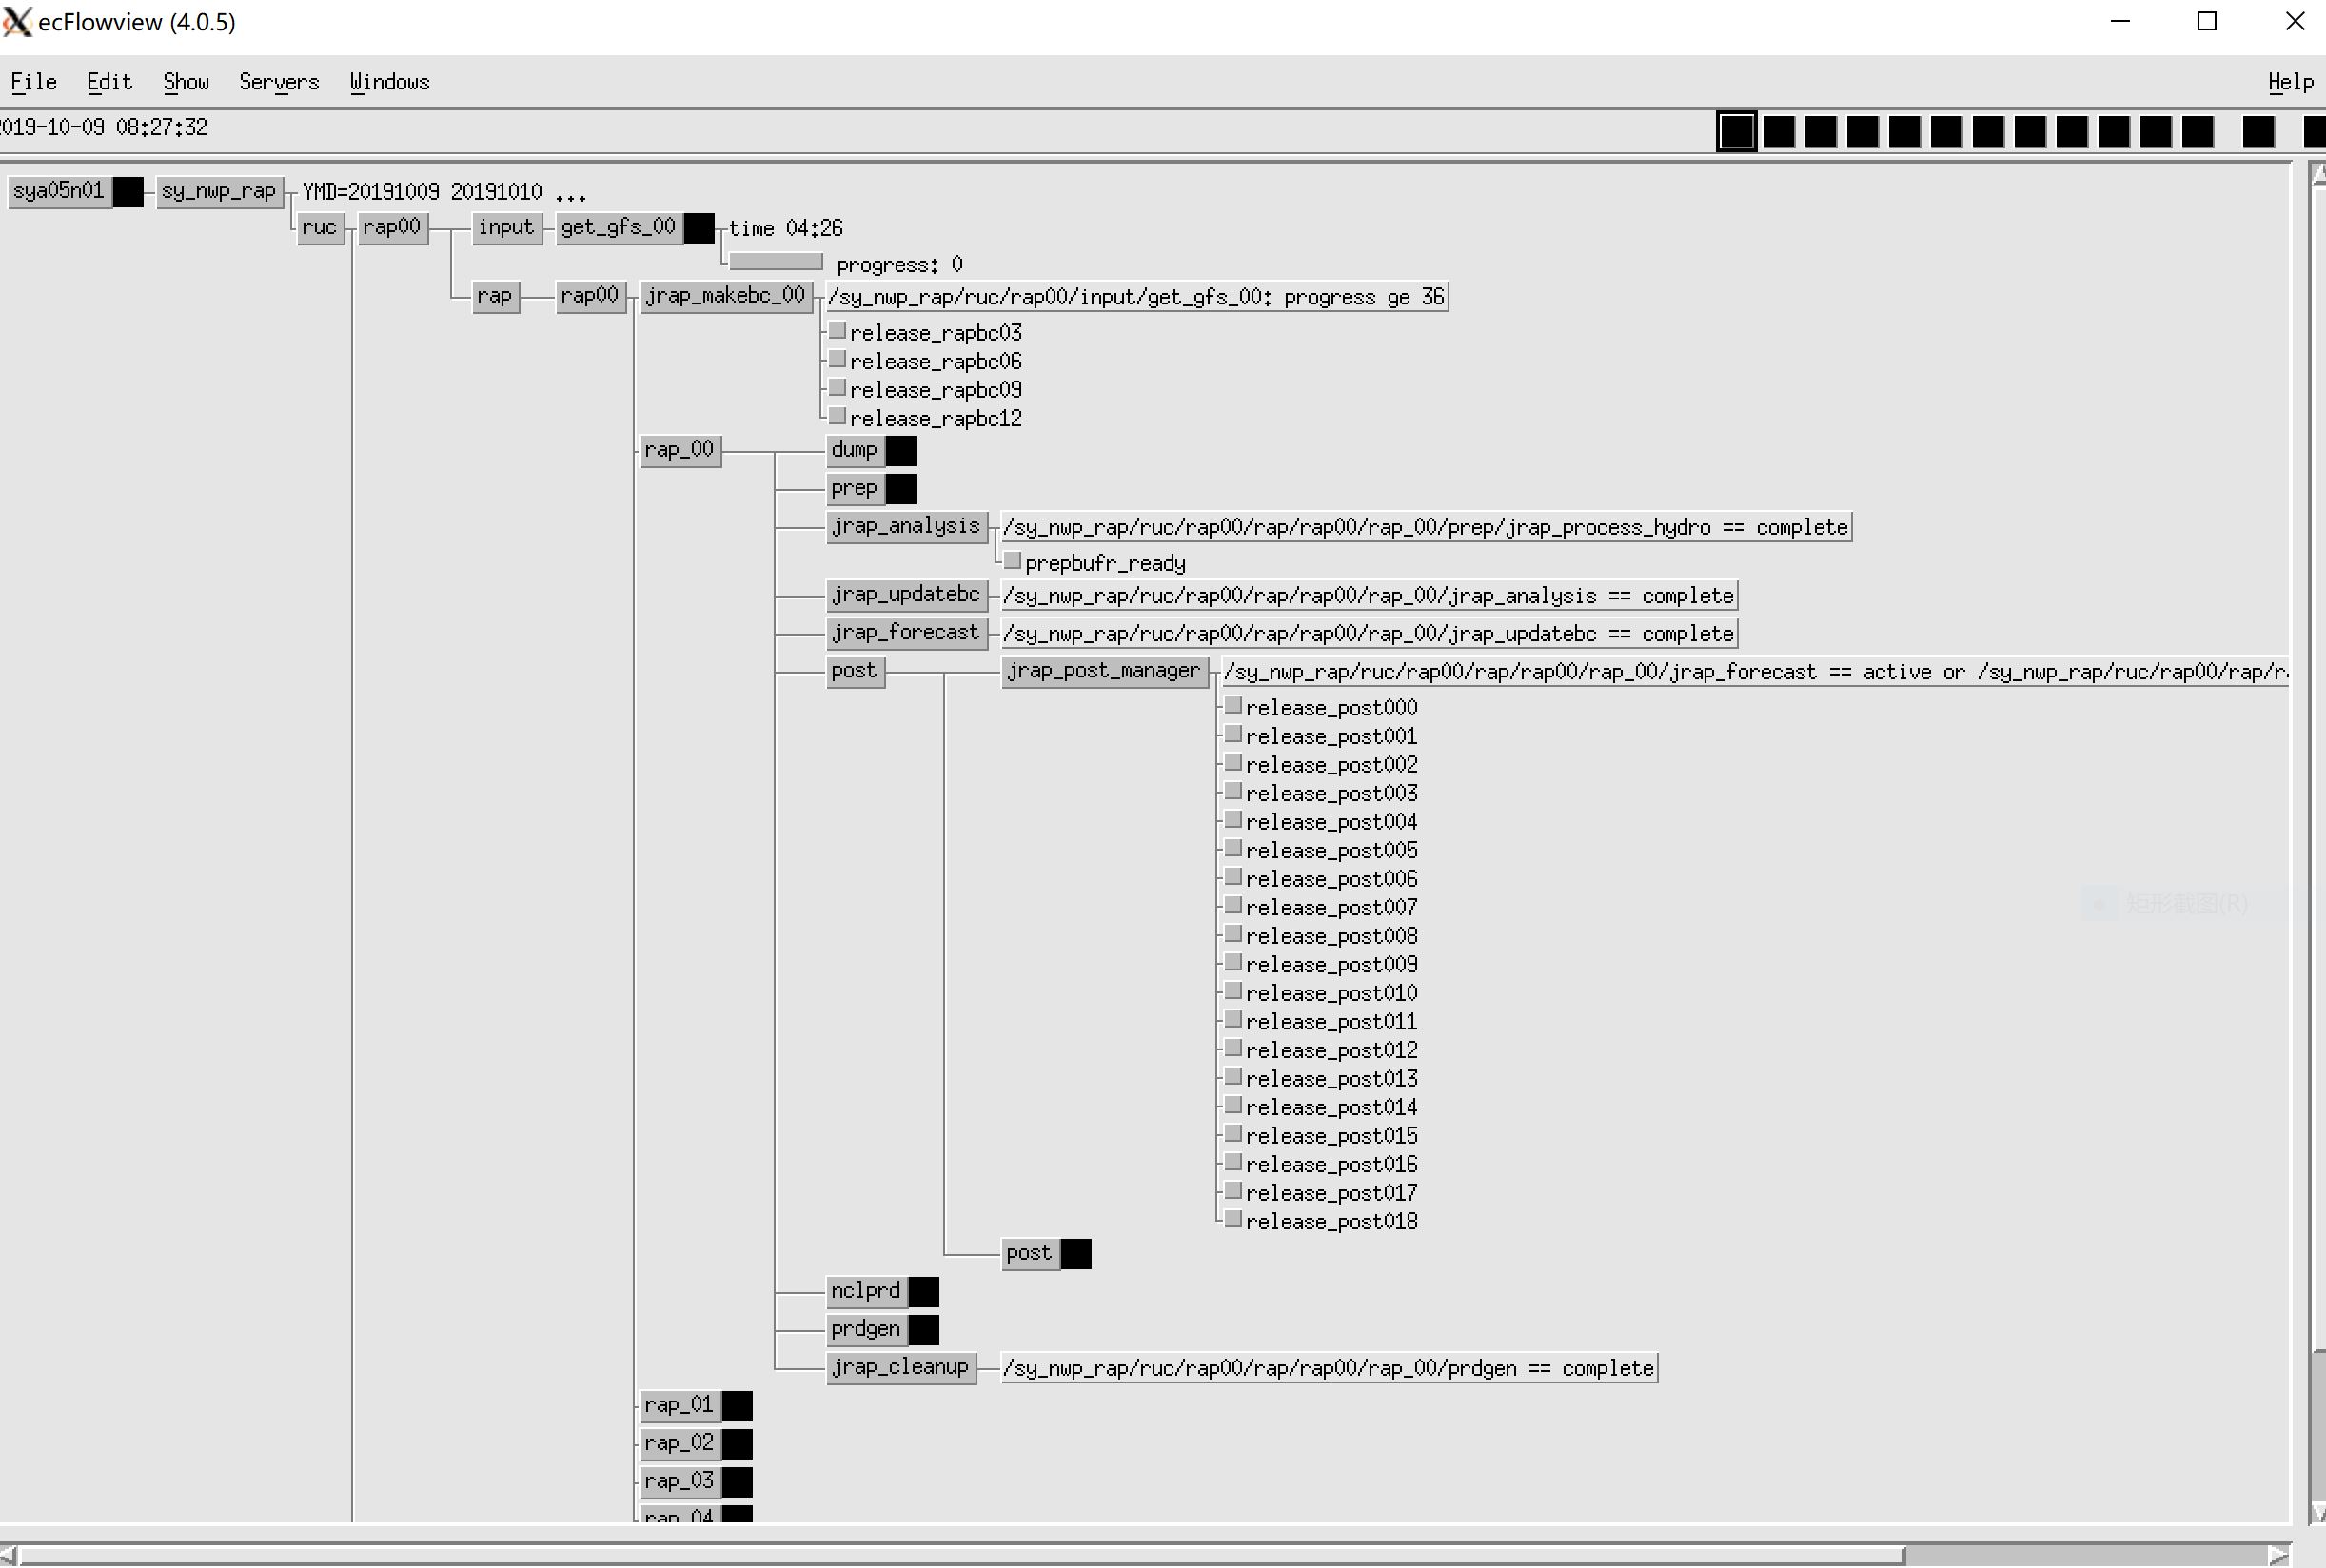 ecFlowview (4.0.5)
File Edit Show Servers Windows Help
2019-10-09 08:27:32
sya05n01 sy_nwp_rap YMD=20191009 20191010 ...
ruc rap00 input get_gfs_00 time 04:26
progress: 0
rap rap00 jrap_makebc_00 /sy_nwp_rap/ruc/rap00/input/get_gfs_00: progress ge 36
release_rapbc03
release_rapbc06
release_rapbc09
release_rapbc12
rap_00 dump
prep
jrap_analysis /sy_nwp_rap/ruc/rap00/rap/rap00/rap_00/prep/jrap_process_hydro == complete
prepbufr_ready
jrap_updatebc /sy_nwp_rap/ruc/rap00/rap/rap00/rap_00/jrap_analysis == complete
jrap_forecast /sy_nwp_rap/ruc/rap00/rap/rap00/rap_00/jrap_updatebc == complete
post jrap_post_manager /sy_nwp_rap/ruc/rap00/rap/rap00/rap_00/jrap_forecast == active or /sy_nwp_rap/ruc/rap00/rap/r
release_post000
release_post001
release_post002
release_post003
release_post004
release_post005
release_post006
release_post007
release_post008
矩形截图(R)
release_post009
release_post010
release_post011
release_post012
release_post013
release_post014
release_post015
release_post016
release_post017
release_post018
post
nclprd
prdgen
jrap_cleanup /sy_nwp_rap/ruc/rap00/rap/rap00/rap_00/prdgen == complete
rap_01
rap_02
rap_03
rap_04